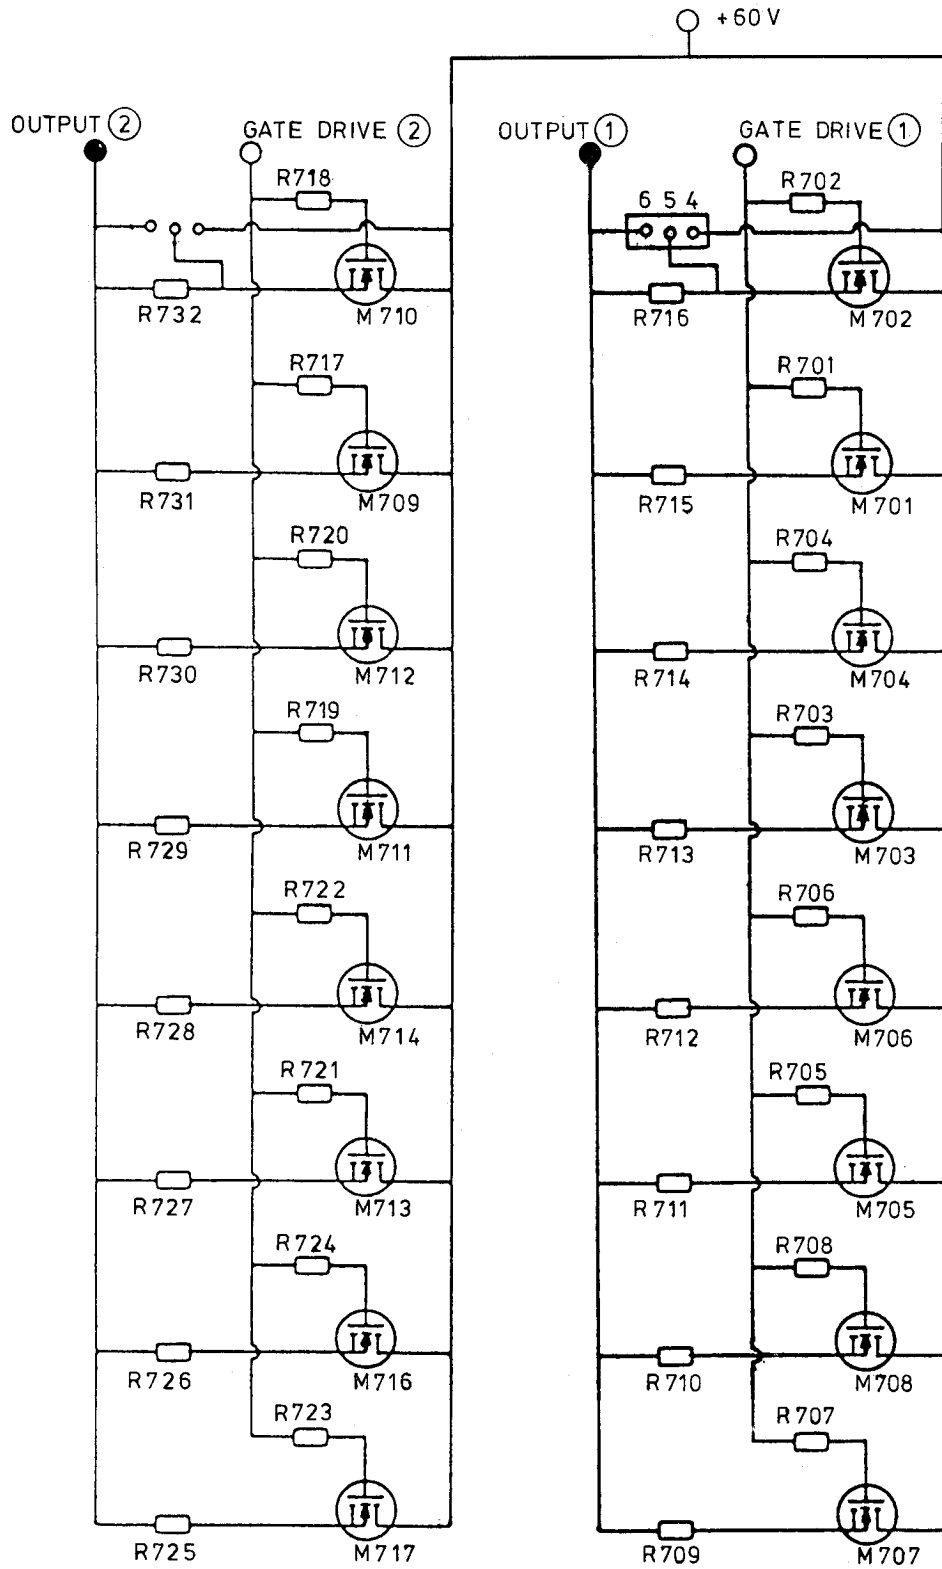 +60V
OUTPUT 2
GATE DRIVE 2
OUTPUT 1
GATE DRIVE 1
R718
R702
6 5 4
R732
M710
R716
M702
R717
R701
R731
M709
R715
M701
R720
R704
R730
M712
R714
M704
R719
R703
R729
M711
R713
M703
R722
R706
R728
M714
R712
M706
R721
R705
R727
M713
R711
M705
R724
R708
R726
M716
R710
M708
R723
R707
R725
M717
R709
M707